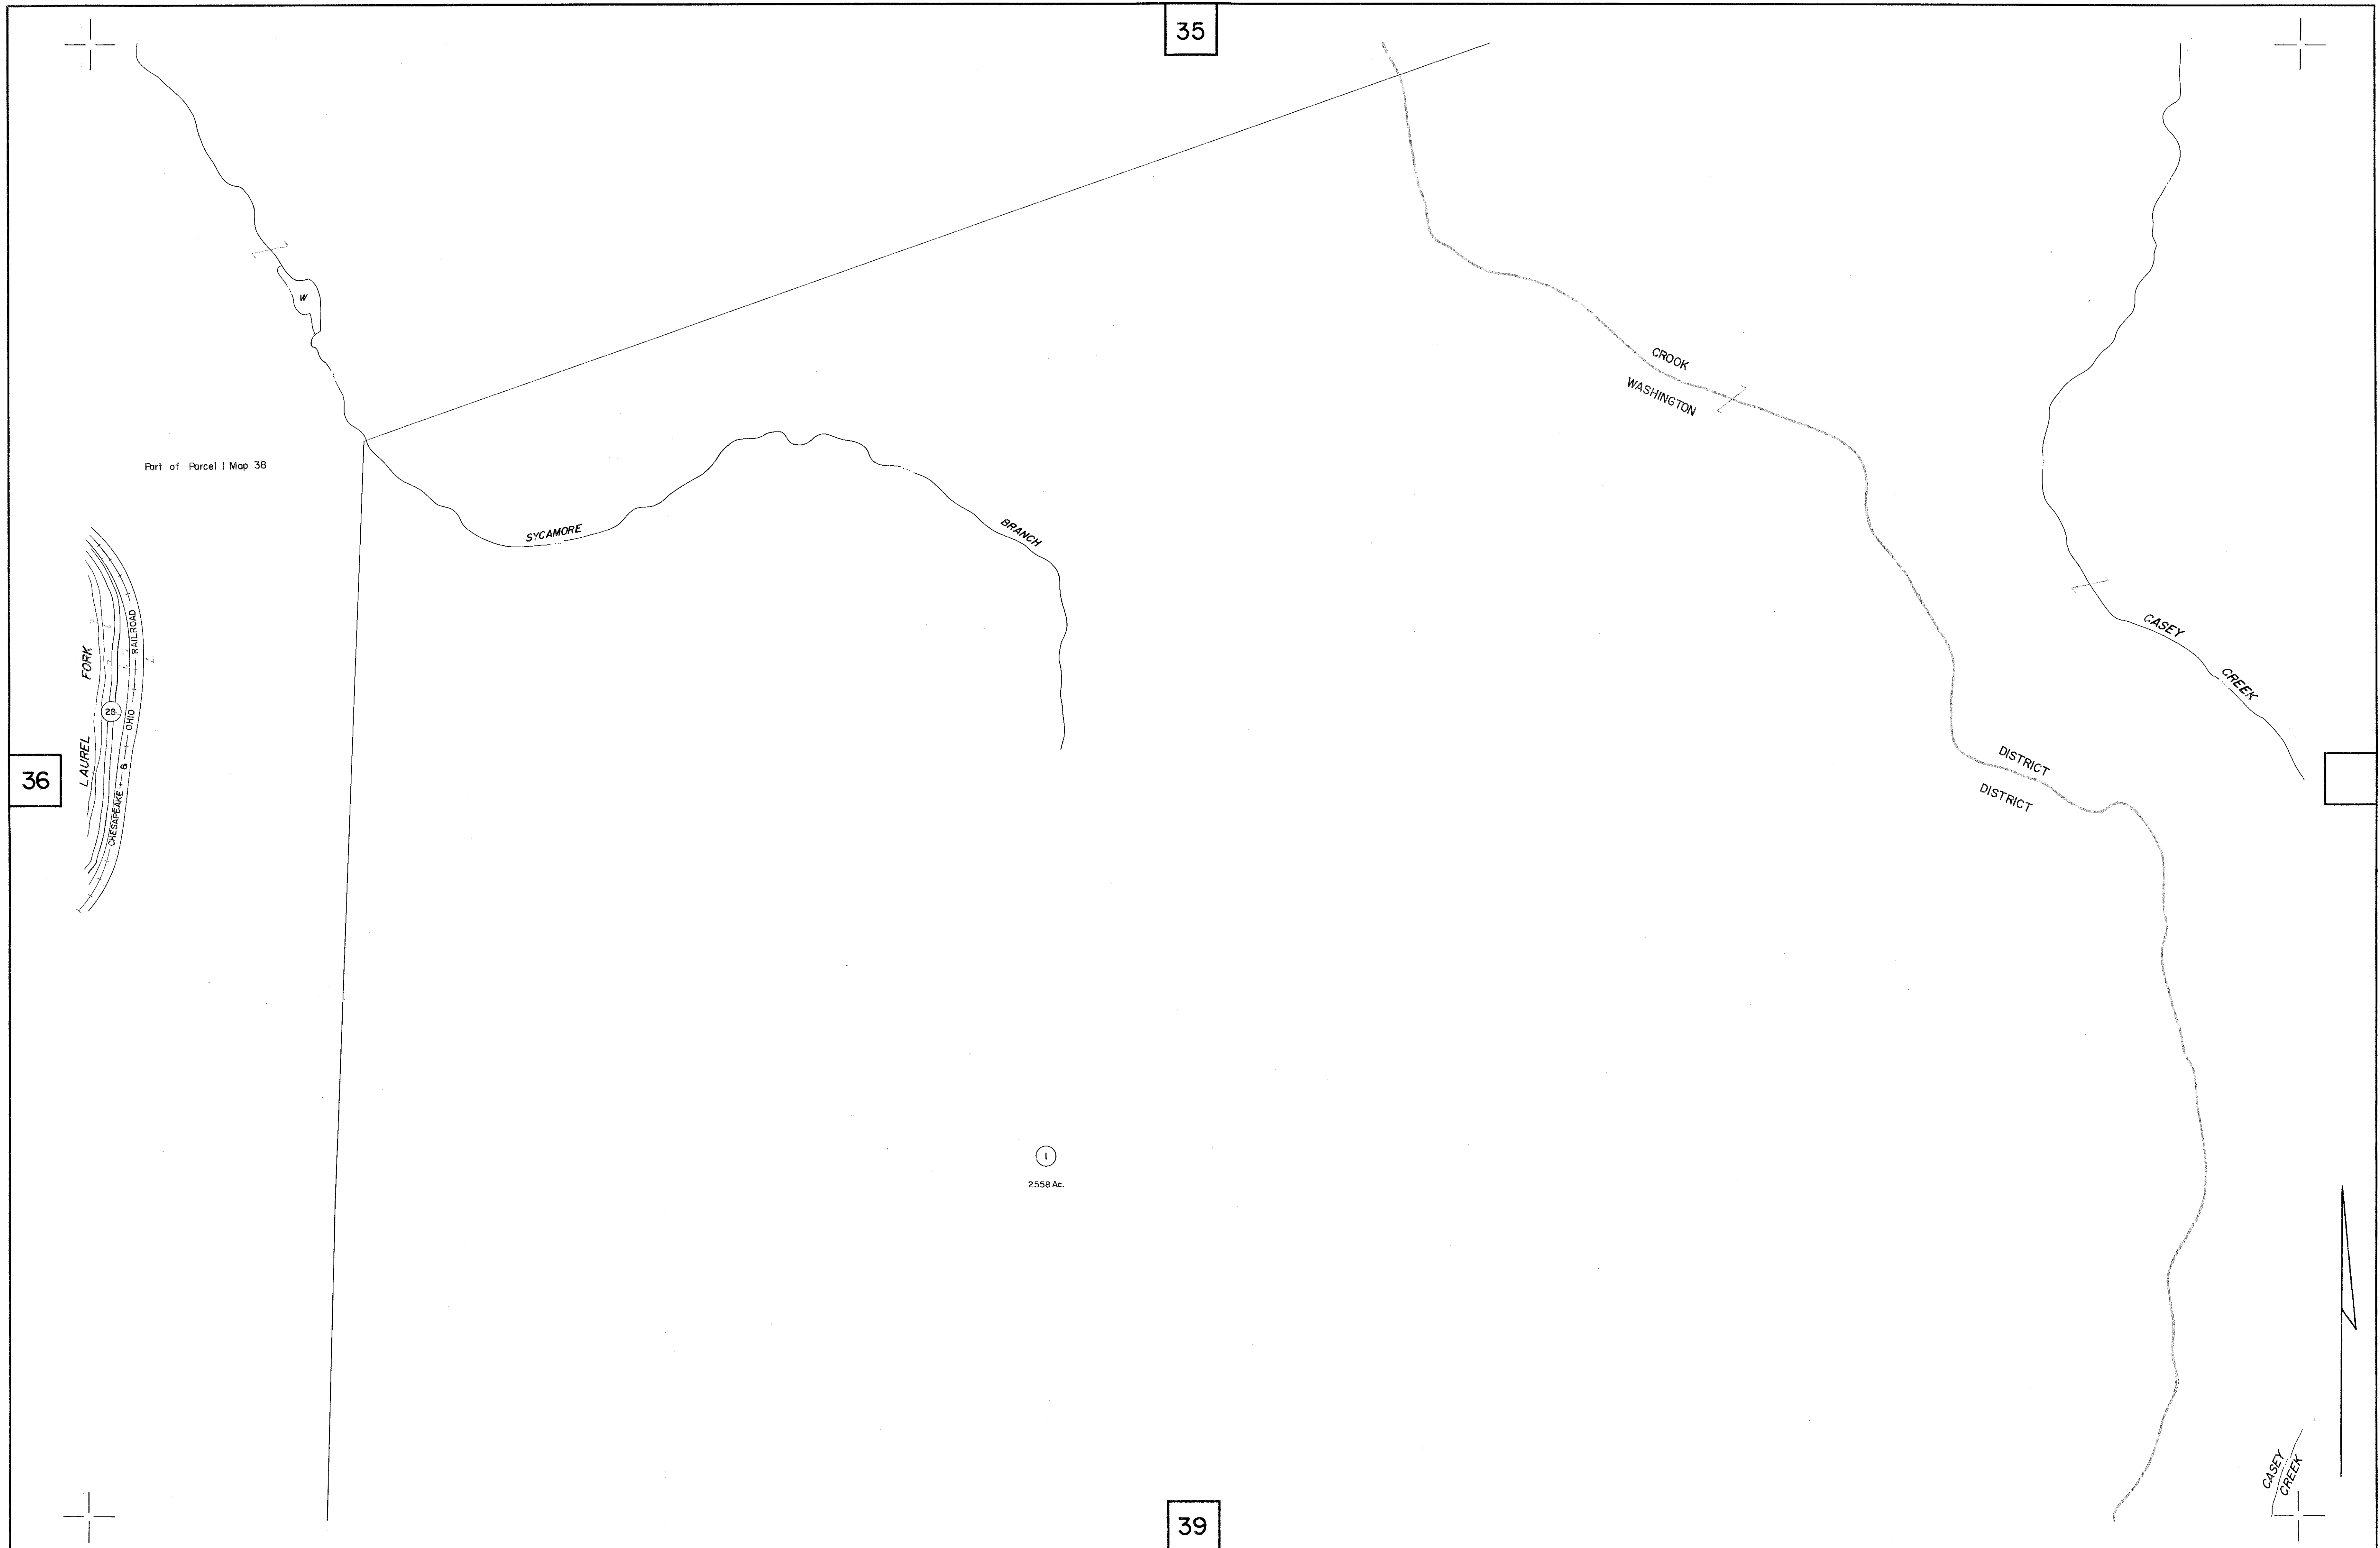 35
W
CROOK
WASHINGTON
Part of Parcel 1 Map 38
SYCAMORE
BRANCH
CASEY
CREEK
LAUREL FORK
28
CHESAPEAKE & OHIO RAILROAD
36
DISTRICT
DISTRICT
1
2558 Ac.
CASEY
CREEK
39